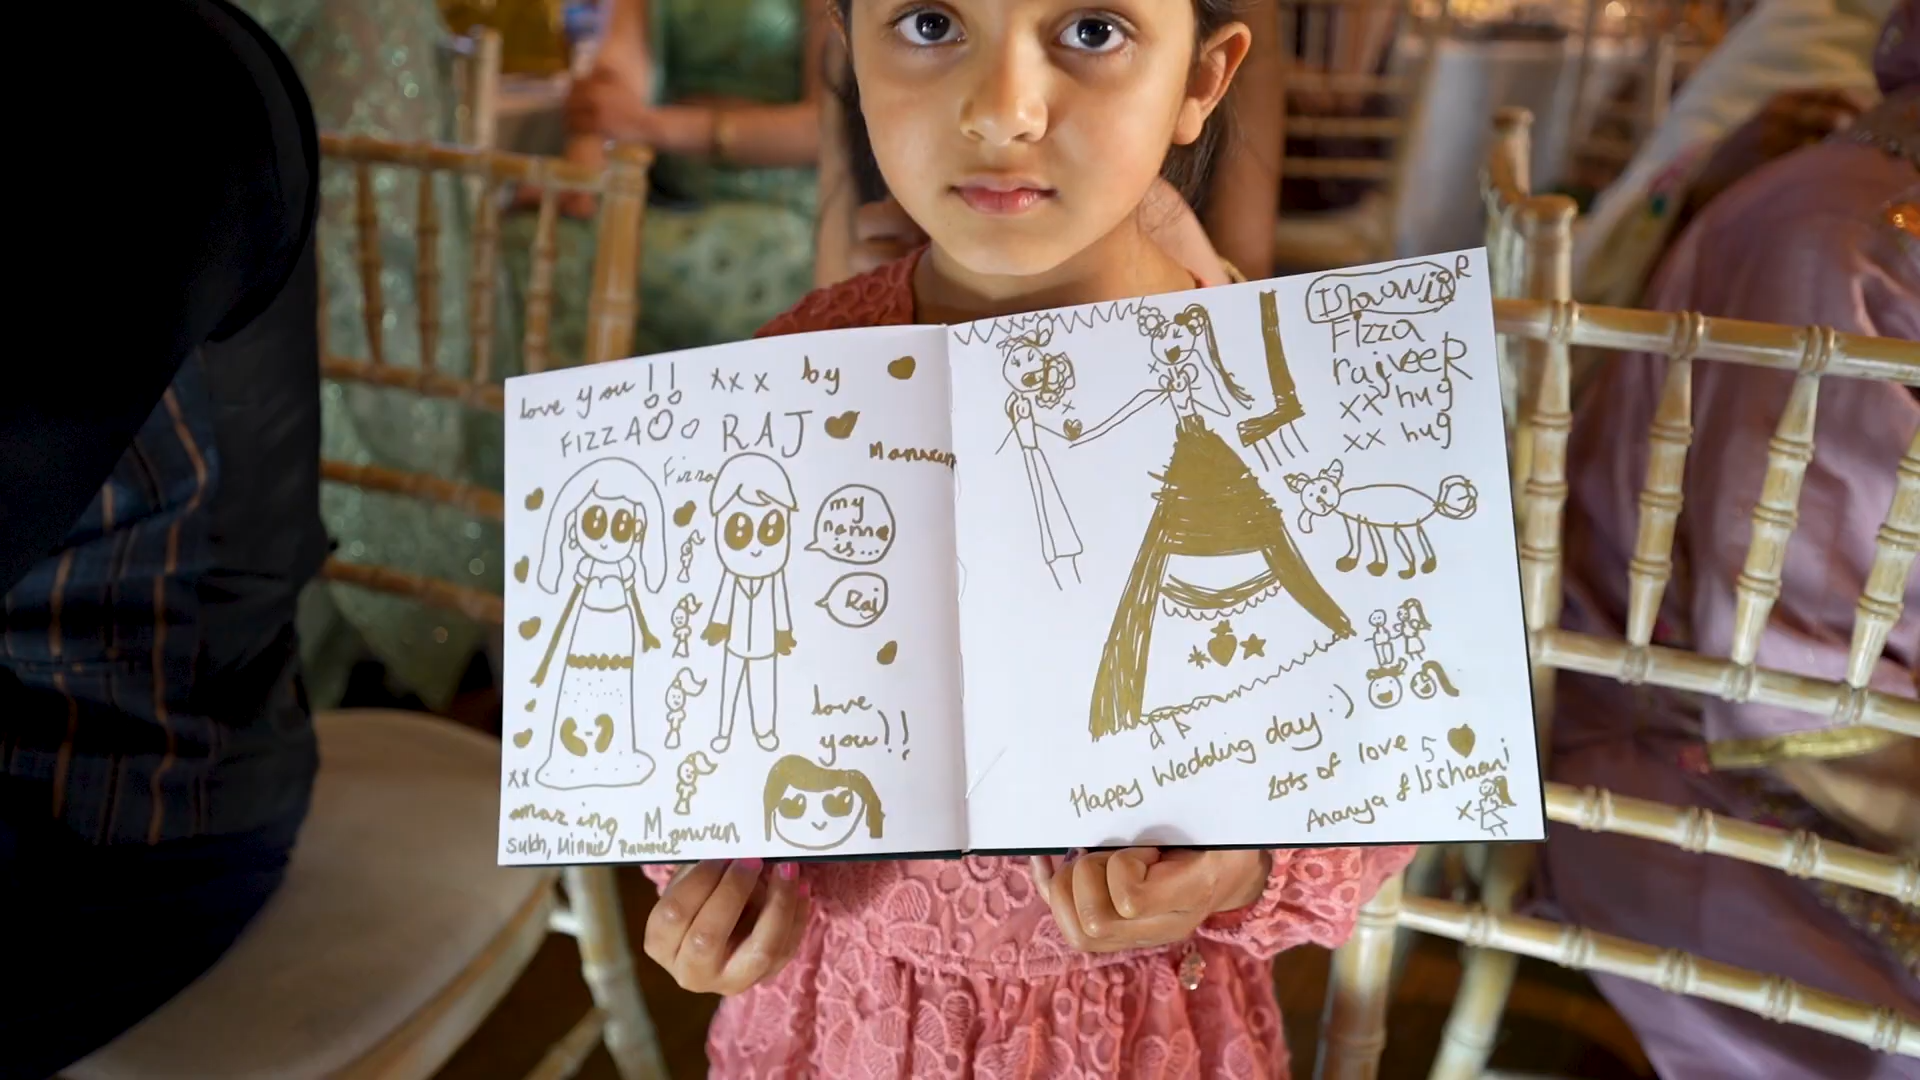 love you!! xxx by
FIZZA RAJ
Manveen
Fizza
my
name
is...
Raj
love
you!!
xx
amazing Manveen
Sukh, Minnie
Fizza
rajveeR
xx hug
xx hug
Happy Wedding day :)
Lots of love
Ananya & Isshaani
x